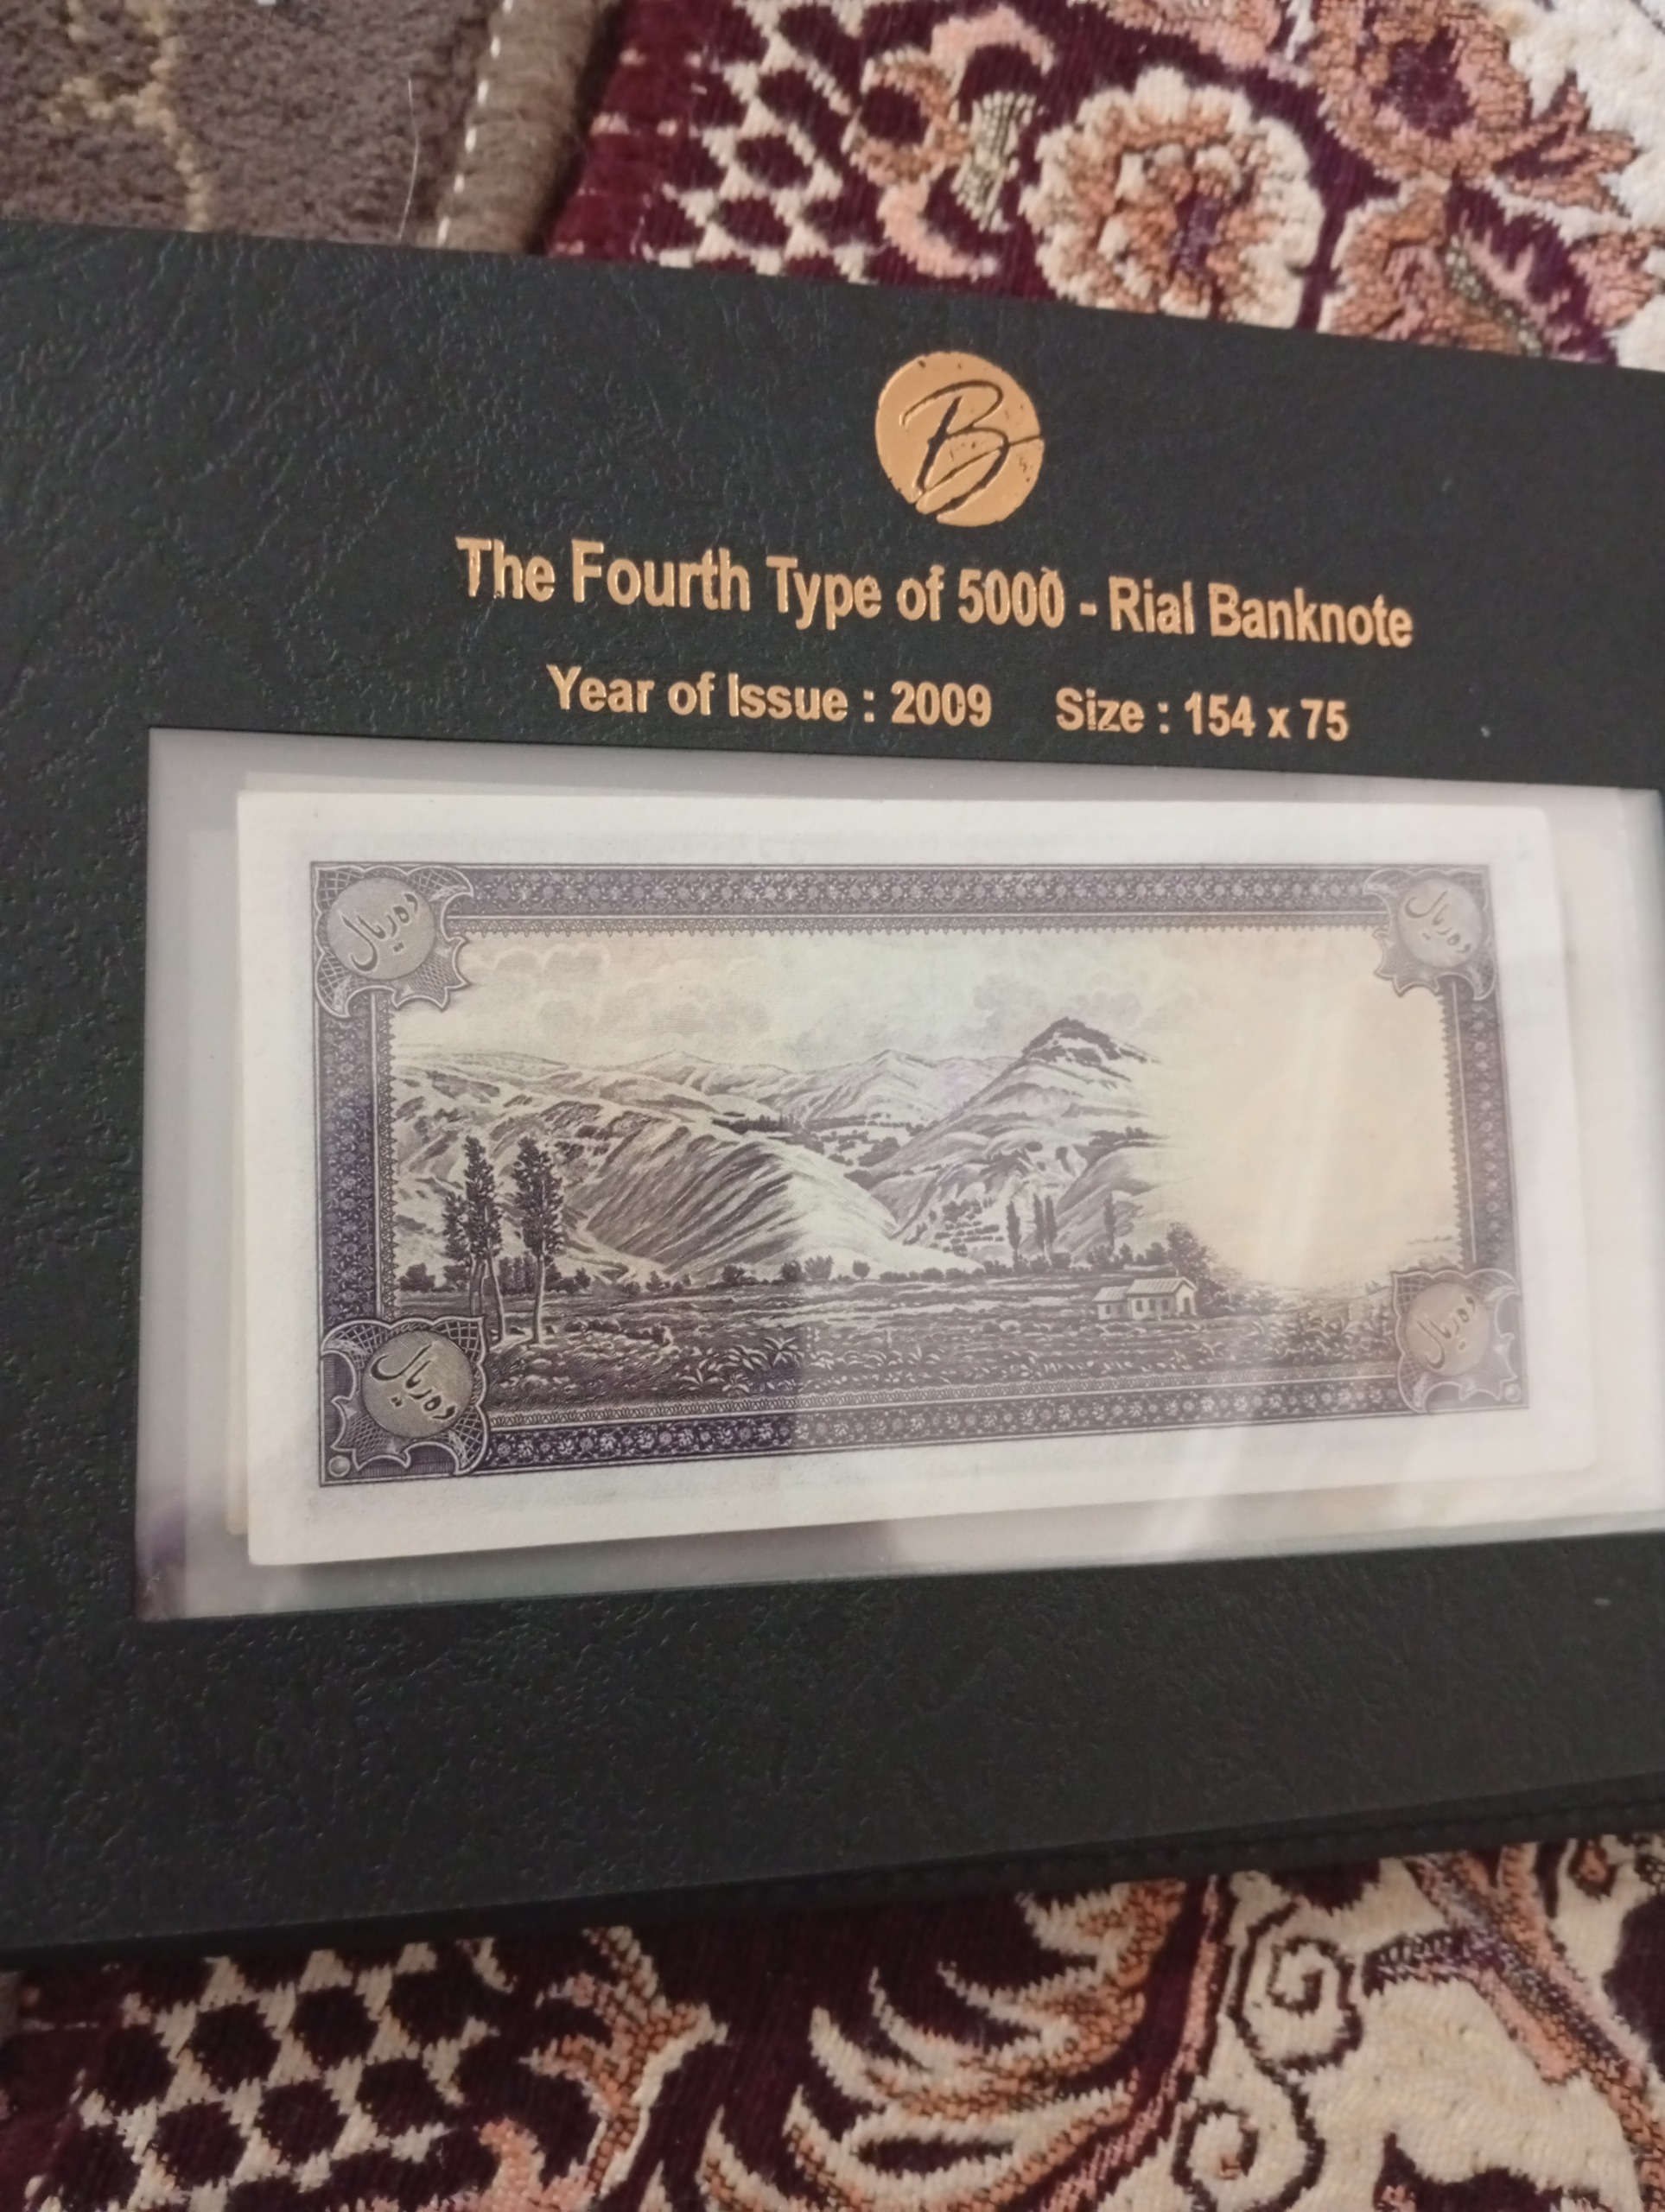 B
The Fourth Type of 5000 - Rial Banknote
Year of Issue : 2009 Size : 154 x 75
ده ریال ده ریال
ده ریال ده ریال